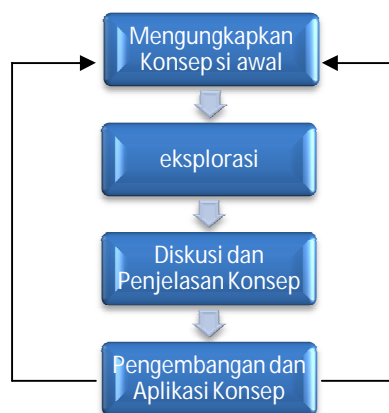 Mengungkapkan
Konsep si awal
eksplorasi
Diskusi dan
Penjelasan Konsep
Pengembangan dan
Aplikasi Konsep